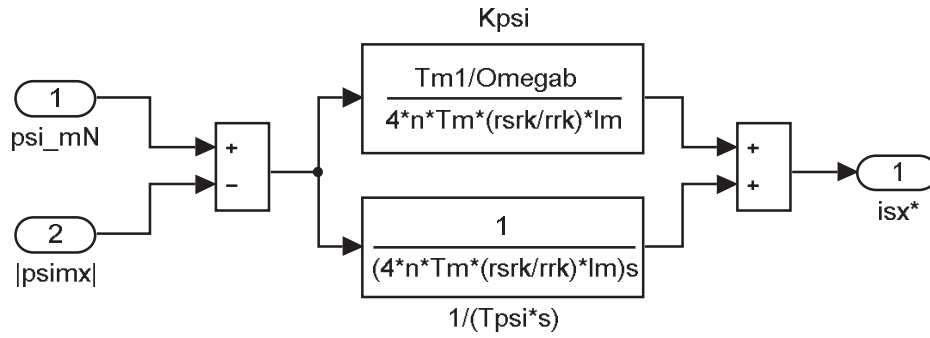 Kpsi
Tm1/Omegab
4*n*Tm*(rsrk/rrk)*lm
1
psi_mN
+
−
+
+
1
isx*
2
|psimx|
1
(4*n*Tm*(rsrk/rrk)*lm)s
1/(Tpsi*s)